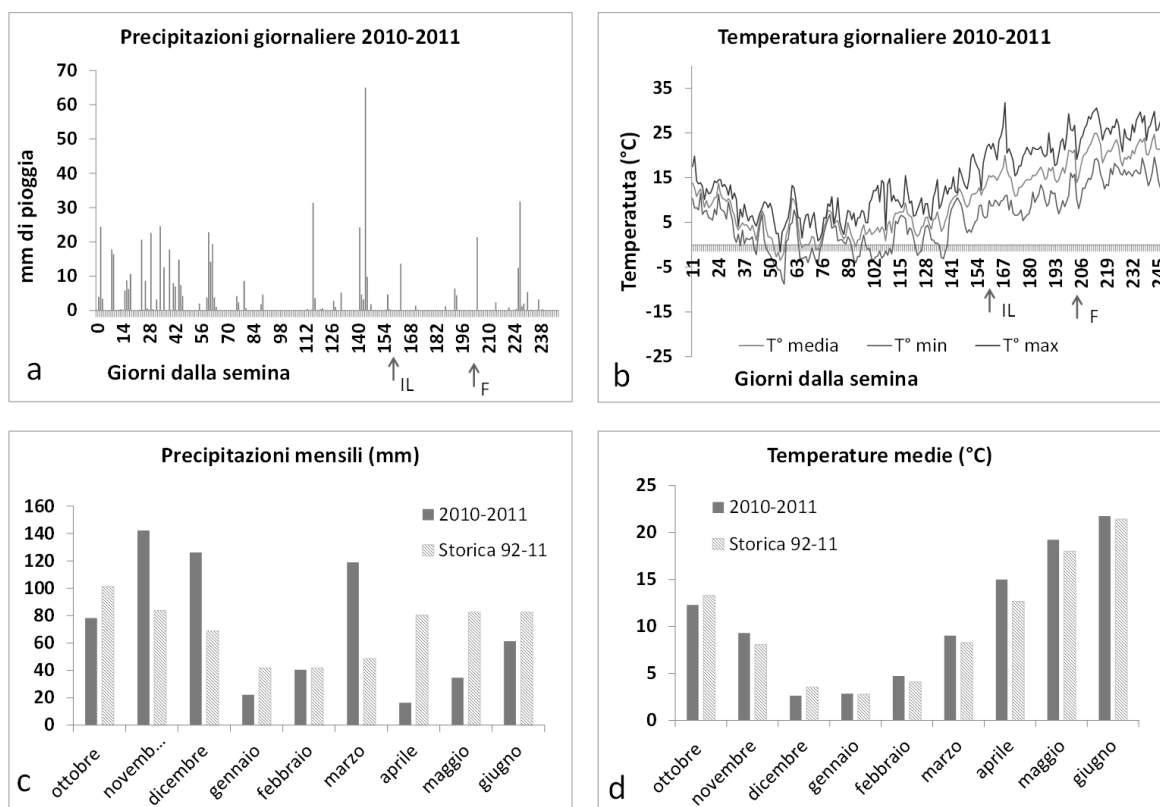 Precipitazioni giornaliere 2010-2011
70
60
50
40
30
20
10
0
mm di pioggia
0 14 28 42 56 70 84 98 112 126 140 154 168 182 196 210 224 238
a
Giorni dalla semina
IL
F
Temperatura giornaliere 2010-2011
35
25
15
5
-5
-15
-25
Temperatuta (°C)
11 24 37 50 63 76 89 102 115 128 141 154 167 180 193 206 219 232 245
IL
F
T° media T° min T° max
b
Giorni dalla semina
Precipitazioni mensili (mm)
160
140
120
100
80
60
40
20
0
2010-2011
Storica 92-11
ottobre novemb... dicembre gennaio febbraio marzo aprile maggio giugno
c
Temperature medie (°C)
25
20
15
10
5
0
2010-2011
Storica 92-11
ottobre novembre dicembre gennaio febbraio marzo aprile maggio giugno
d